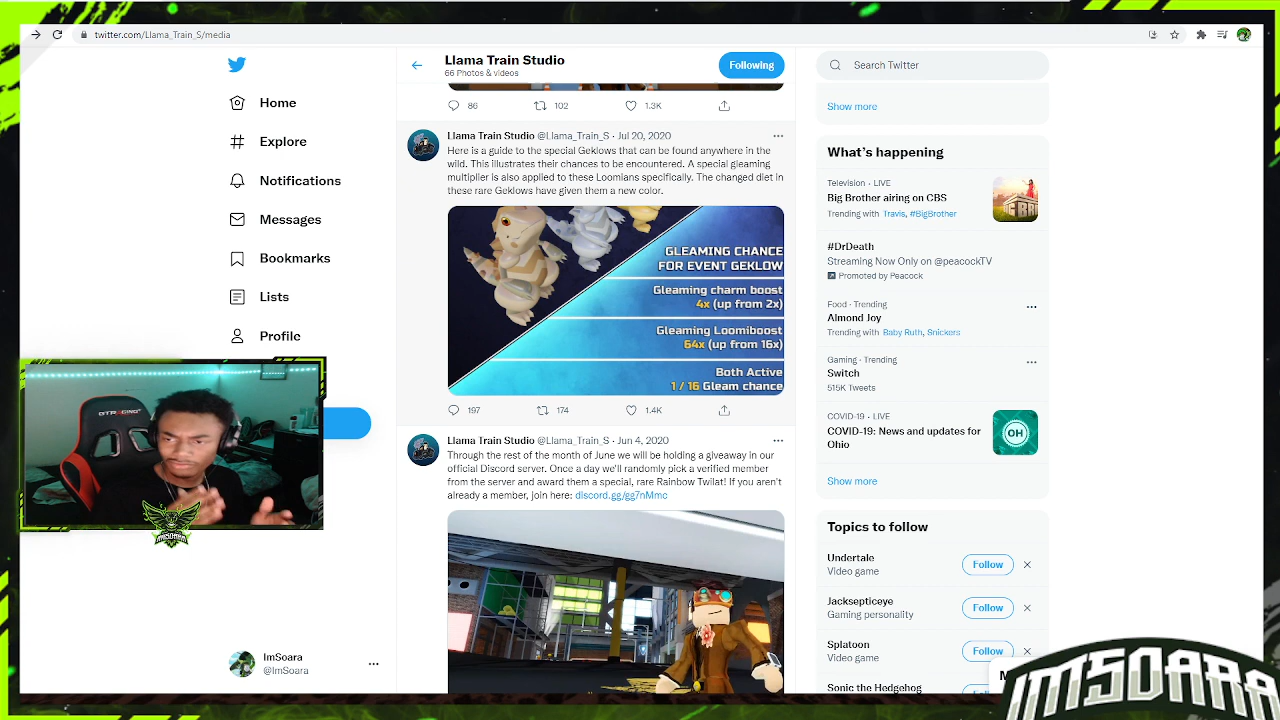 twitter.com/Llama_Train_S/media
Llama Train Studio
66 Photos & videos
Following
Search Twitter
Home
Explore
Notifications
Messages
Bookmarks
Lists
Profile
86
102
1.3K
Llama Train Studio @Llama_Train_S · Jul 20, 2020
Here is a guide to the special Geklows that can be found anywhere in the
wild. This illustrates their chances to be encountered. A special gleaming
multiplier is also applied to these Loomians specifically. The changed diet in
these rare Geklows have given them a new color.
GLEAMING CHANCE
FOR EVENT GEKLOW
Gleaming charm boost
4x (up from 2x)
Gleaming Loomiboost
64x (up from 16x)
Both Active
1 / 16 Gleam chance
197
174
1.4K
Llama Train Studio @Llama_Train_S · Jun 4, 2020
Through the rest of the month of June we will be holding a giveaway in our
official Discord server. Once a day we'll randomly pick a verified member
from the server and award them a special, rare Rainbow Twilat! If you aren't
already a member, join here: discord.gg/gg7nMmc
Show more
What's happening
Television · LIVE
Big Brother airing on CBS
Trending with Travis, #BigBrother
#DrDeath
Streaming Now Only on @peacockTV
Promoted by Peacock
Food · Trending
Almond Joy
Trending with Baby Ruth, Snickers
Gaming · Trending
Switch
515K Tweets
COVID-19 · LIVE
COVID-19: News and updates for
Ohio
OH
Show more
Topics to follow
Undertale
Video game
Follow
Jacksepticeye
Gaming personality
Follow
Splatoon
Video game
Follow
Sonic the Hedgehog
GTRACING
IMSOARA
ImSoara
@ImSoara
IMSOARA